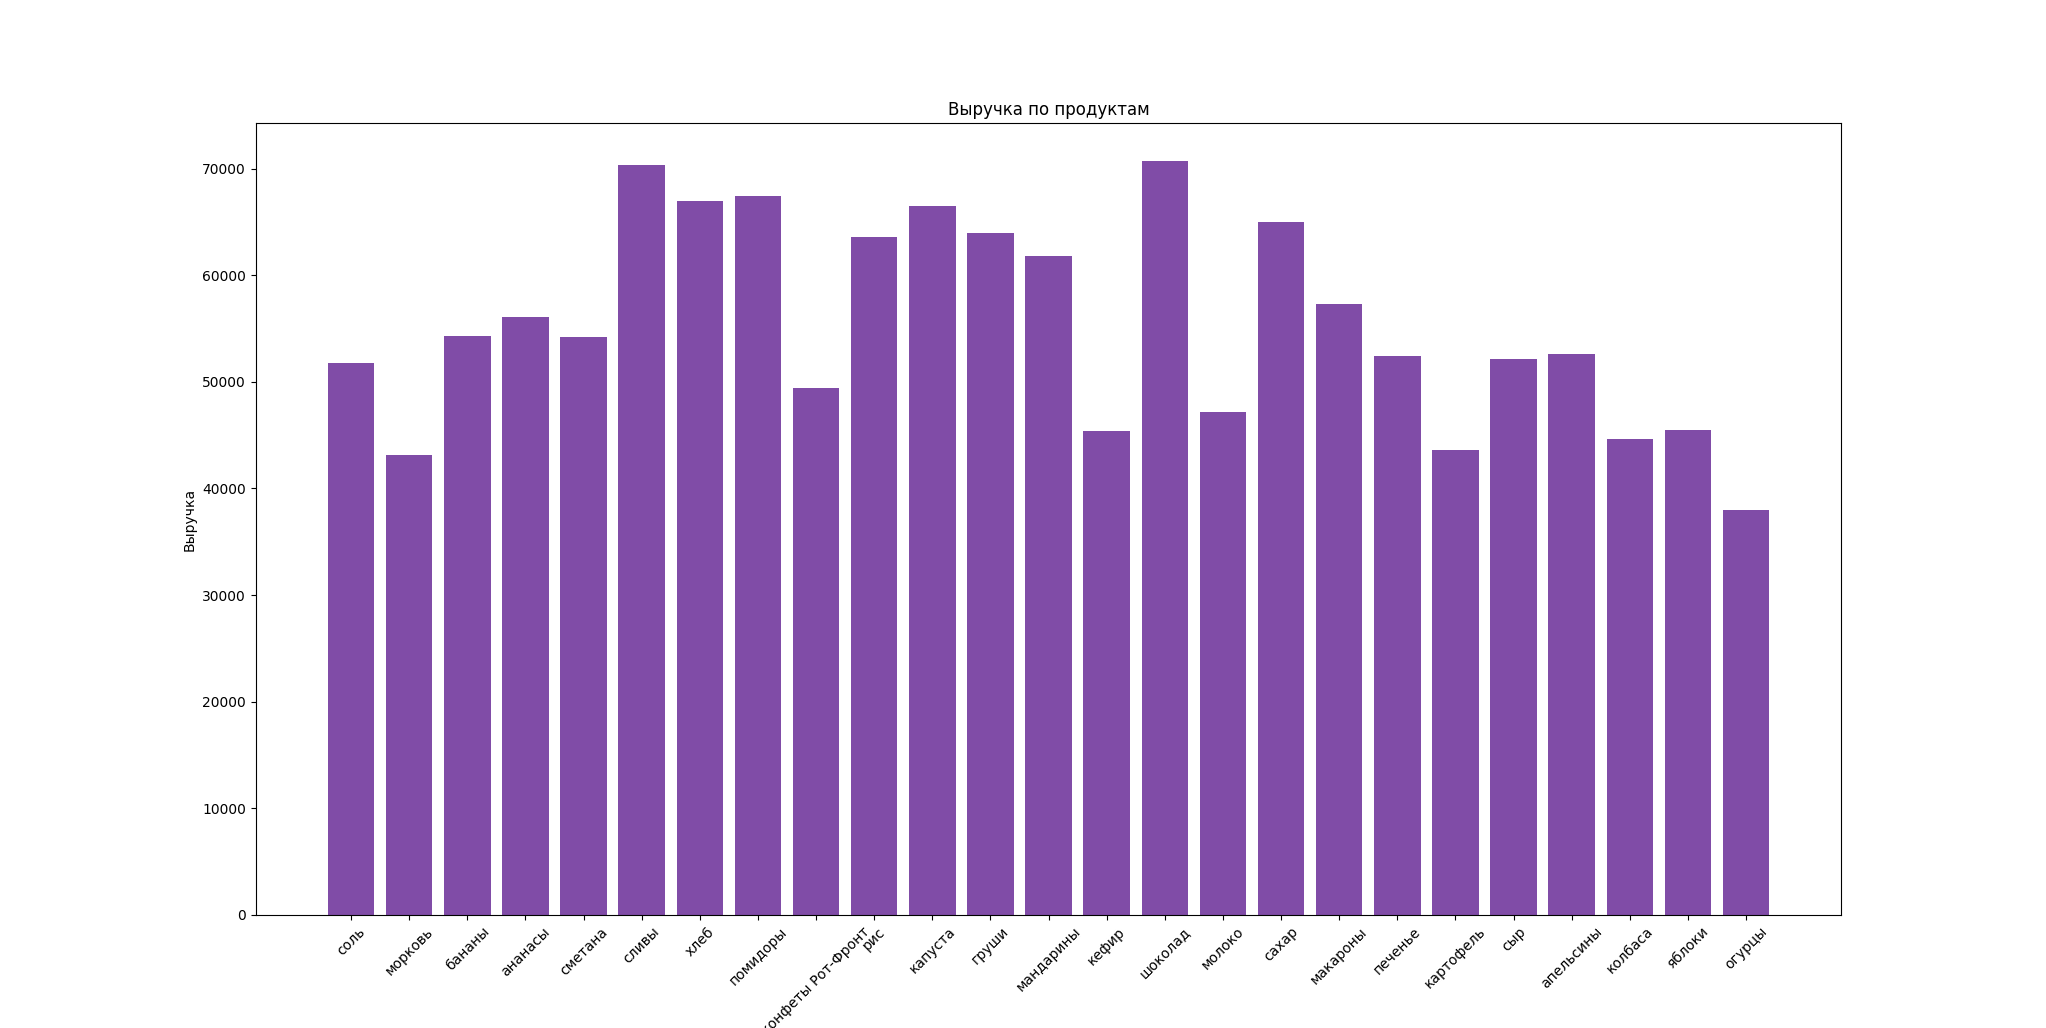 Выручка по продуктам
Выручка
70000
60000
50000
40000
30000
20000
10000
0
соль
морковь
бананы
ананасы
сметана
сливы
хлеб
помидоры
онфеты Рот-Фронт
рис
капуста
груши
мандарины
кефир
шоколад
молоко
сахар
макароны
печенье
картофель
сыр
апельсины
колбаса
яблоки
огурцы